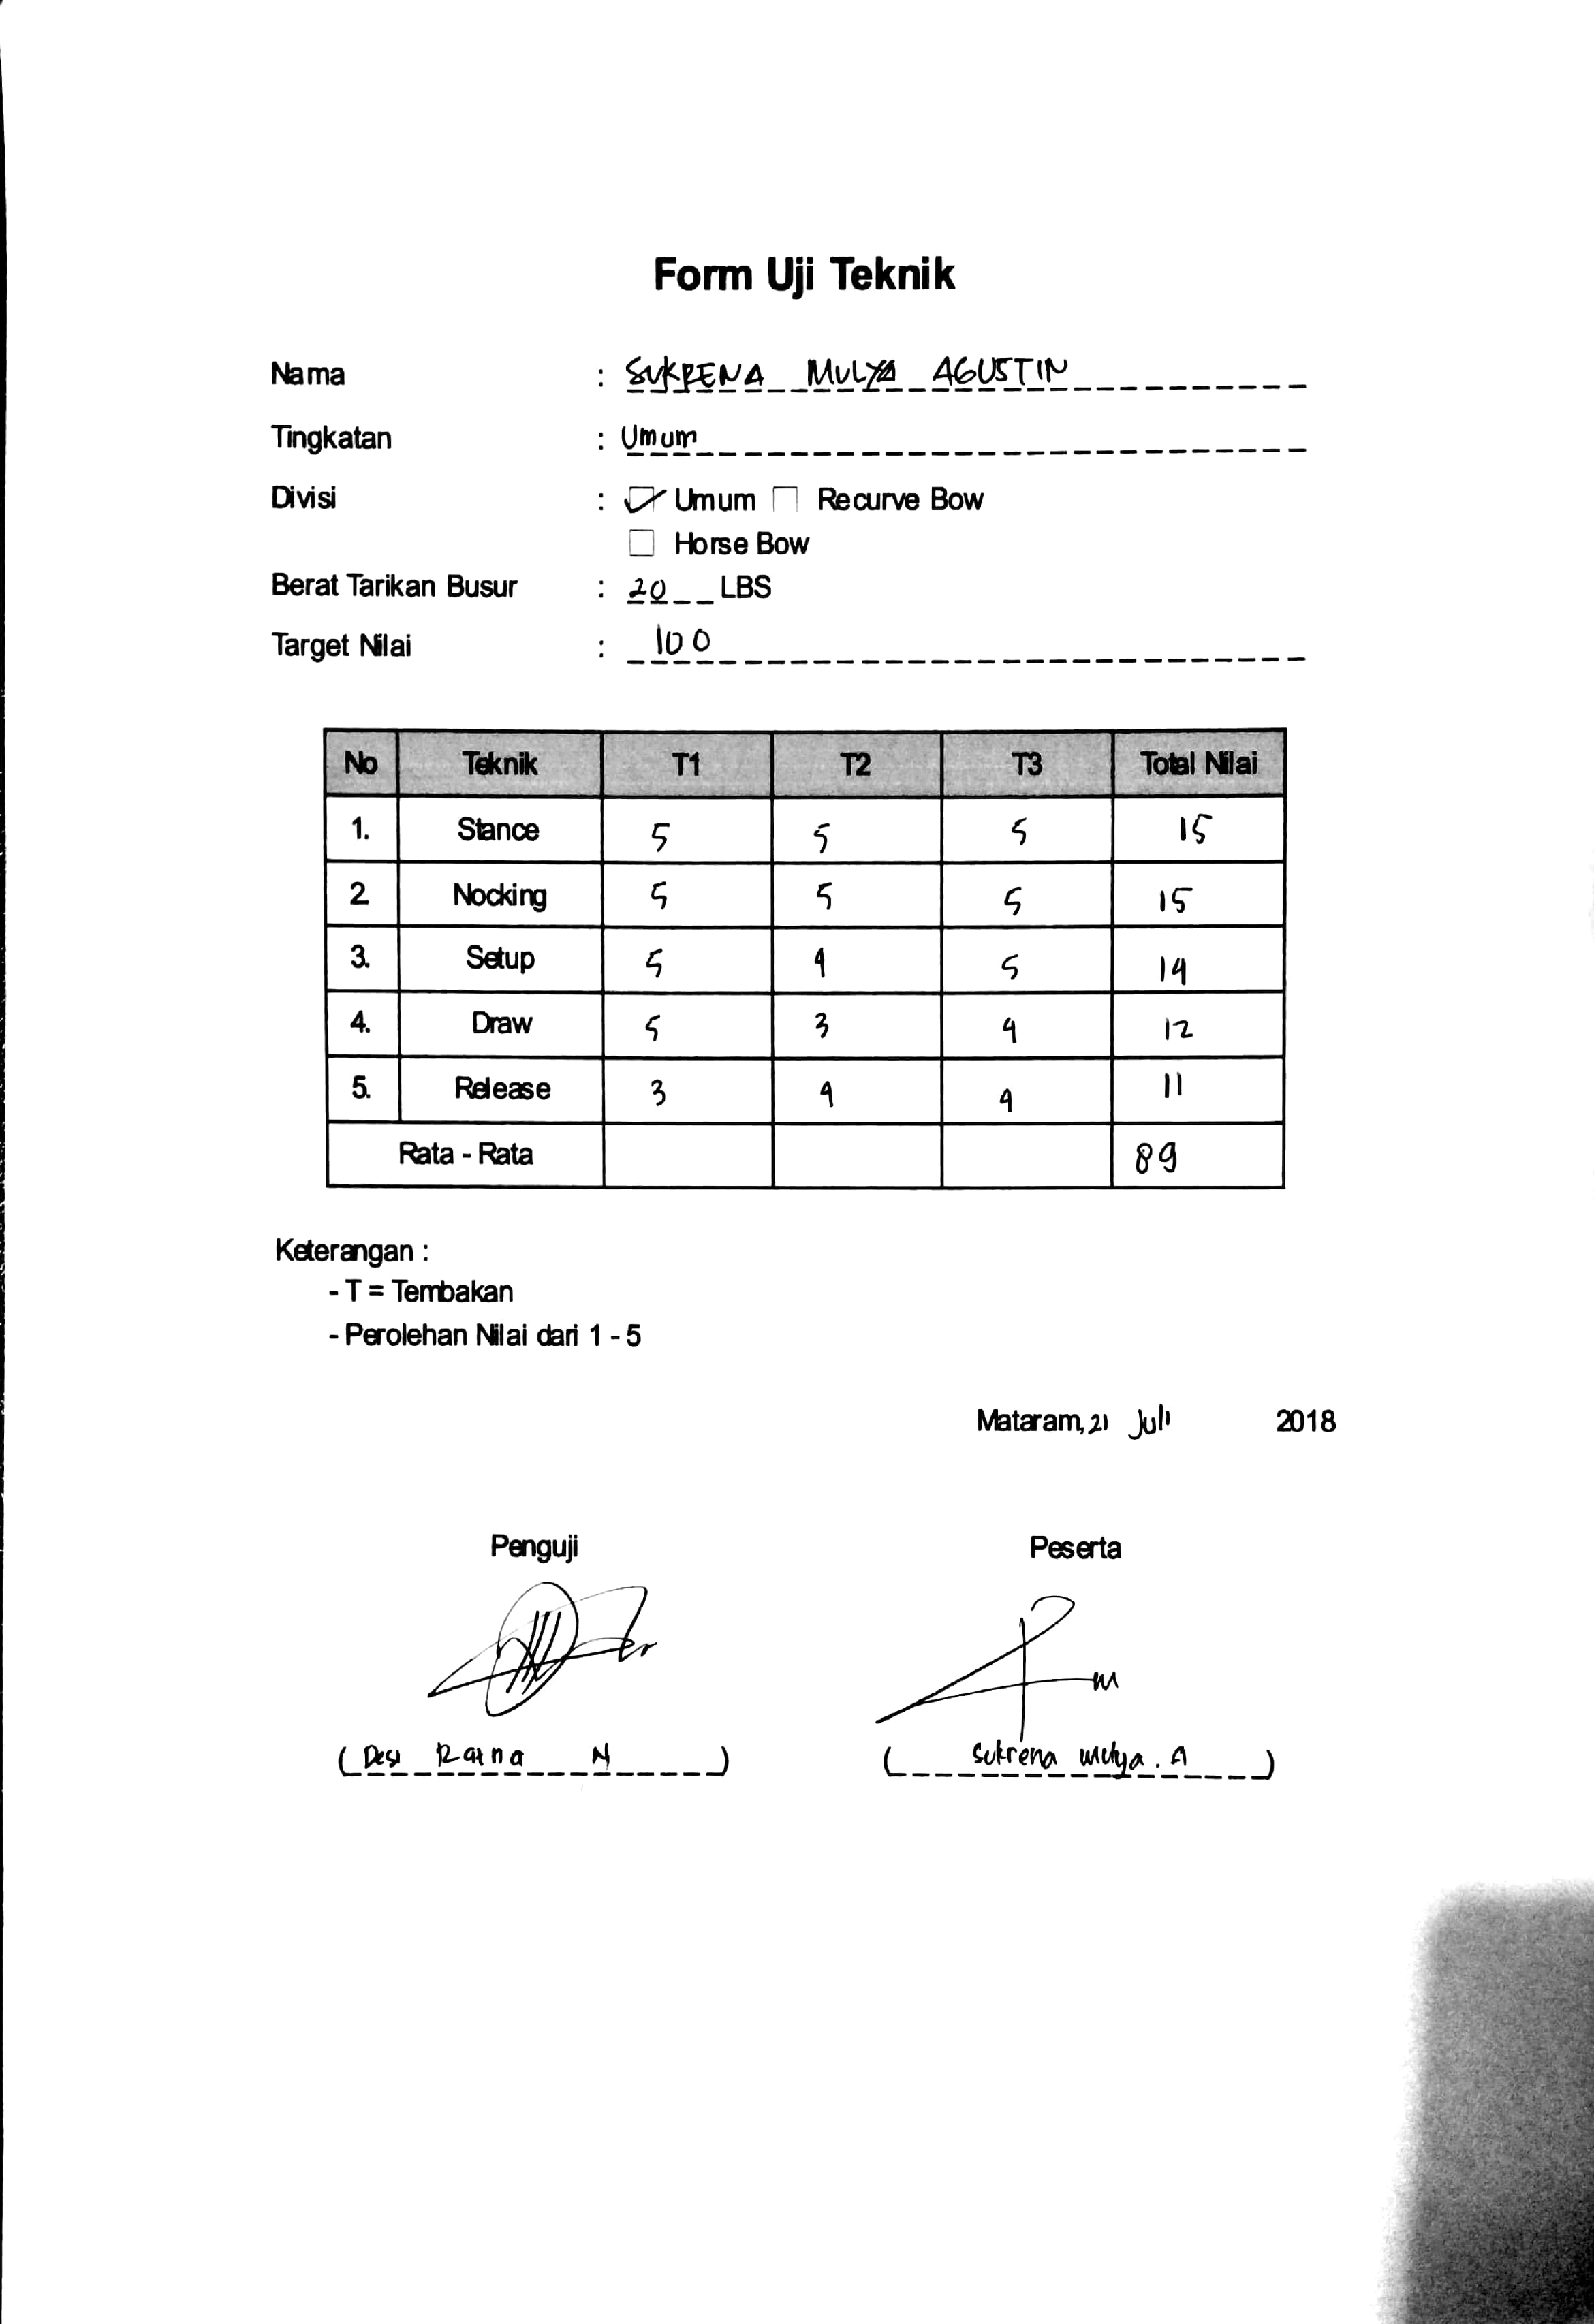 Form Uji Teknik
Nama : SUKRENA MULYA AGUSTIN
Tingkatan : Umum
Divisi : Umum Recurve Bow
Horse Bow
Berat Tarikan Busur : 20 LBS
Target Nilai : 100
No Teknik T1 T2 T3 Total Nilai
1. Stance 5 5 5 15
2. Nocking 5 5 5 15
3. Setup 5 4 5 14
4. Draw 5 3 4 12
5. Release 3 4 4 11
Rata - Rata 89
Keterangan :
- T = Tembakan
- Perolehan Nilai dari 1 - 5
Mataram, 21 Juli 2018
Penguji Peserta
( Desi Ratna N ) ( Sukrena Mulya . A )